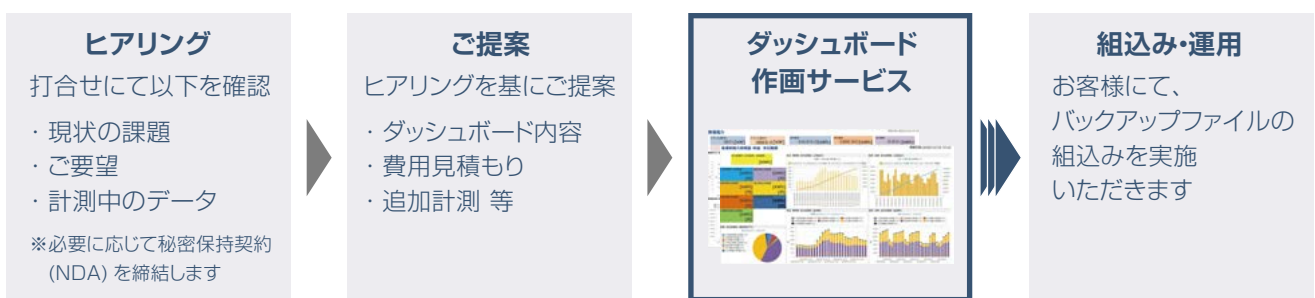 ヒアリング
打合せにて以下を確認
・現状の課題
・ご要望
・計測中のデータ
※必要に応じて秘密保持契約
(NDA) を締結します
ご提案
ヒアリングを基にご提案
・ダッシュボード内容
・費用見積もり
・追加計測 等
ダッシュボード
作画サービス
組込み・運用
お客様にて、
バックアップファイルの
組込みを実施
いただきます